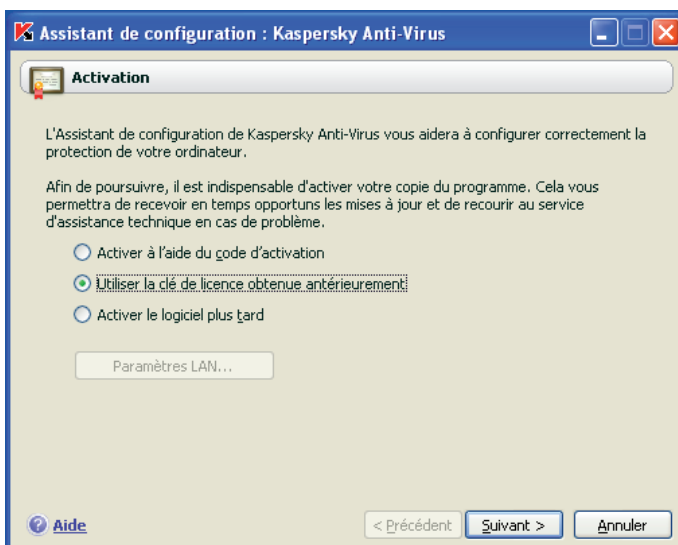 Assistant de configuration : Kaspersky Anti-Virus
Activation
L'Assistant de configuration de Kaspersky Anti-Virus vous aidera à configurer correctement la
protection de votre ordinateur.
Afin de poursuivre, il est indispensable d'activer votre copie du programme. Cela vous
permettra de recevoir en temps opportuns les mises à jour et de recourir au service
d'assistance technique en cas de problème.
Activer à l'aide du code d'activation
Utiliser la clé de licence obtenue antérieurement
Activer le logiciel plus tard
Paramètres LAN...
Aide
< Précédent
Suivant >
Annuler